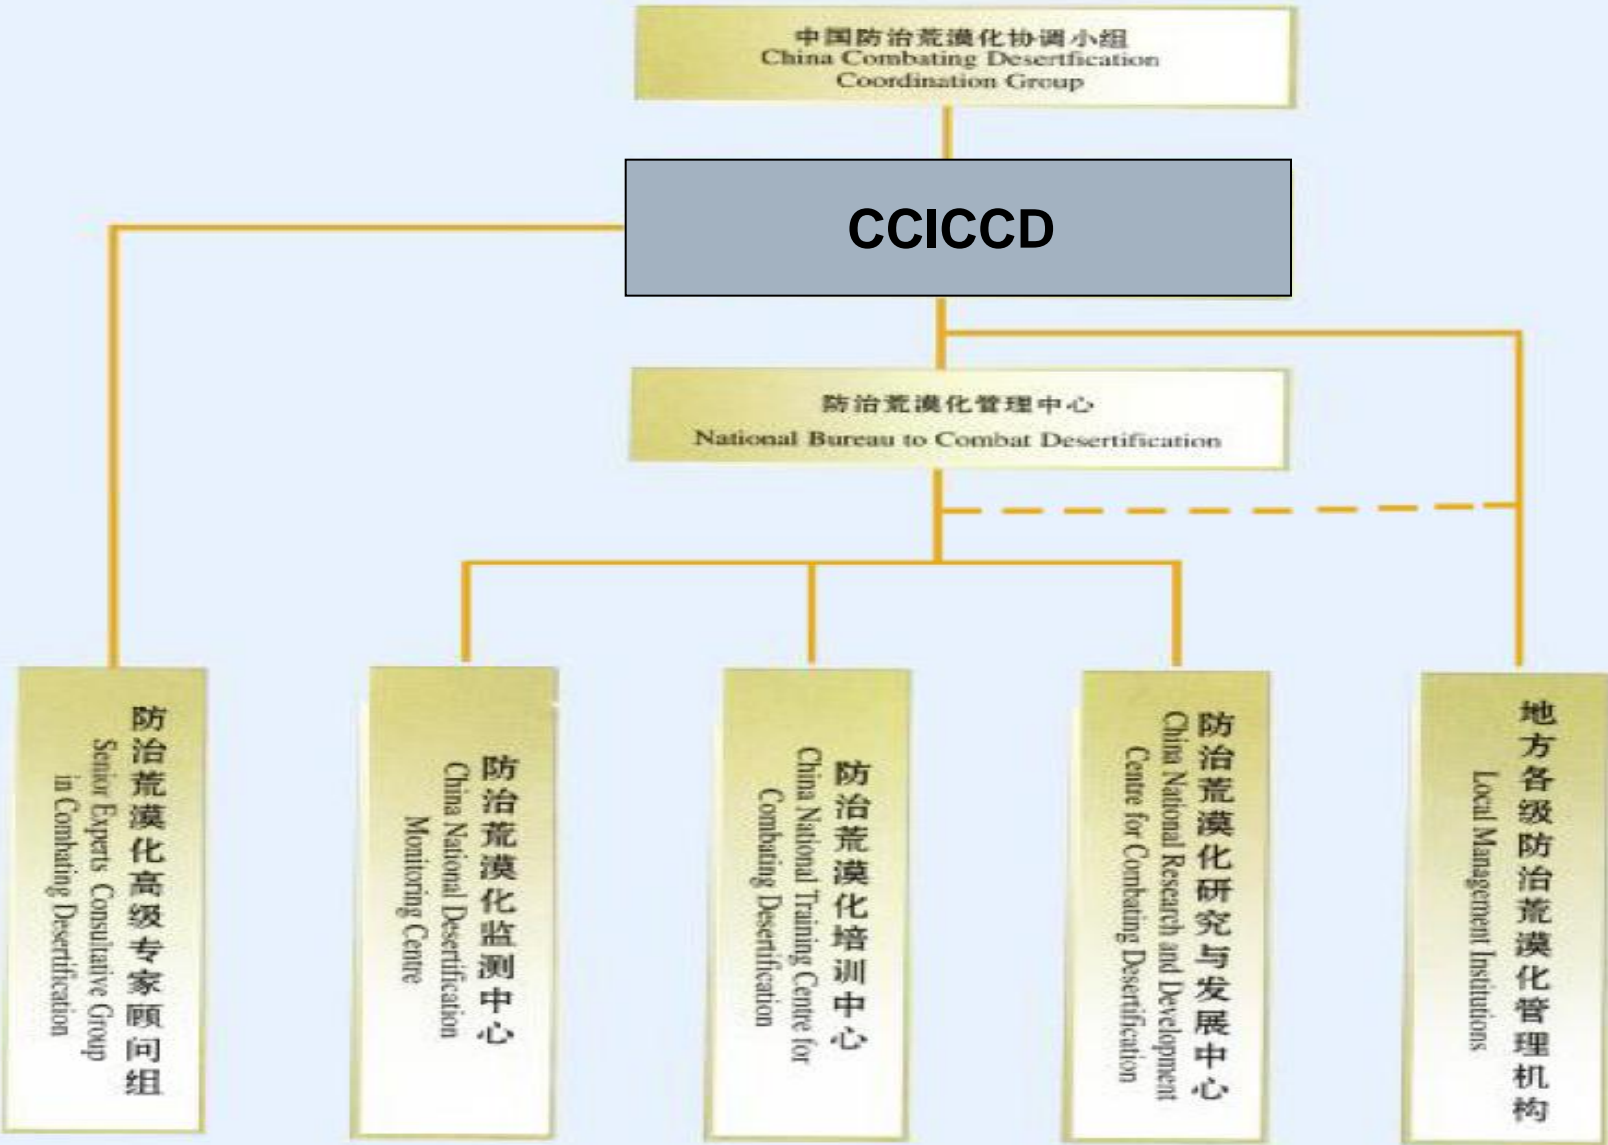 中国防治荒漠化协调小组
China Combating Desertfication
Coordination Group
CCICCD
防治荒漠化管理中心
National Bureau to Combat Desertification
防治荒漠化高级专家顾问组
Senior Experts Consultative Group
in Combating Desertification
防治荒漠化监测中心
China National Desertification
Monitoring Centre
防治荒漠化培训中心
China National Training Centre for
Combating Desertification
防治荒漠化研究与发展中心
China National Research and Development
Centre for Combating Desertification
地方各级防治荒漠化管理机构
Local Management Institutions